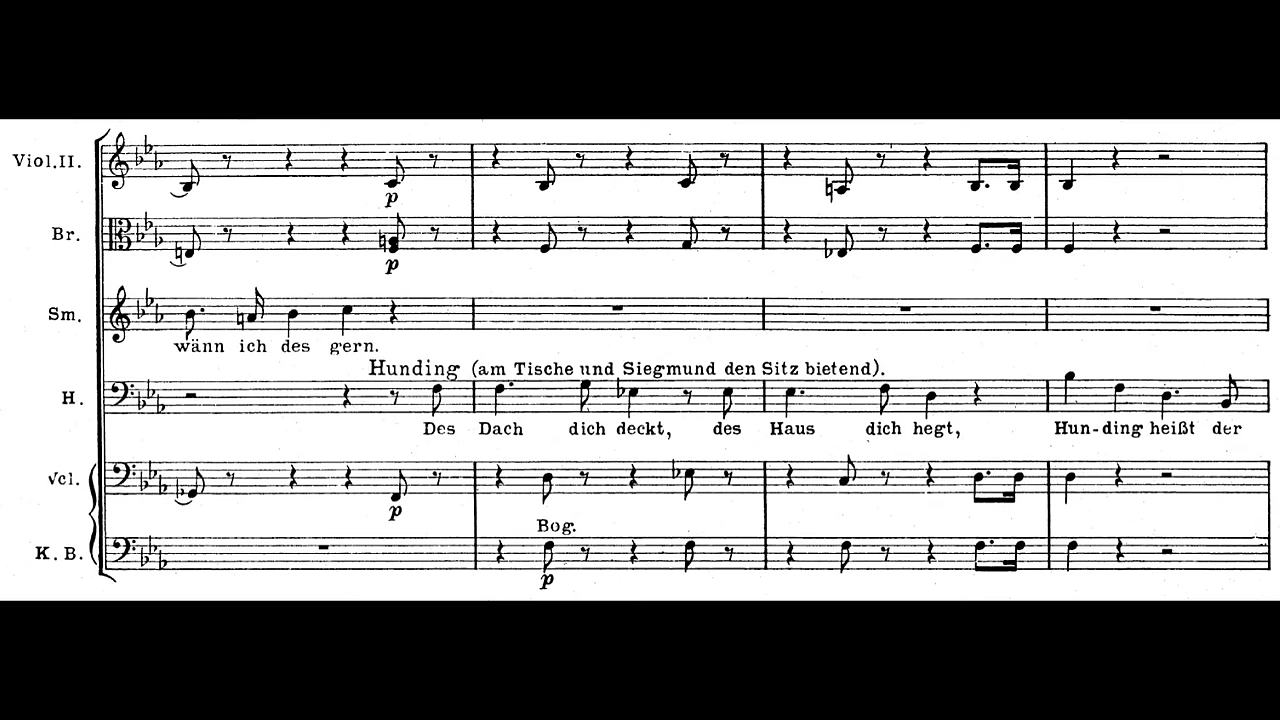 Viol.II.
p
Br.
p
Sm.
wänn ich des gern.
Hunding (am Tische und Siegmund den Sitz bietend).
H.
Des Dach dich deckt, des Haus dich hegt, Hun-ding heißt der
Vcl.
p
Bog.
K. B.
p